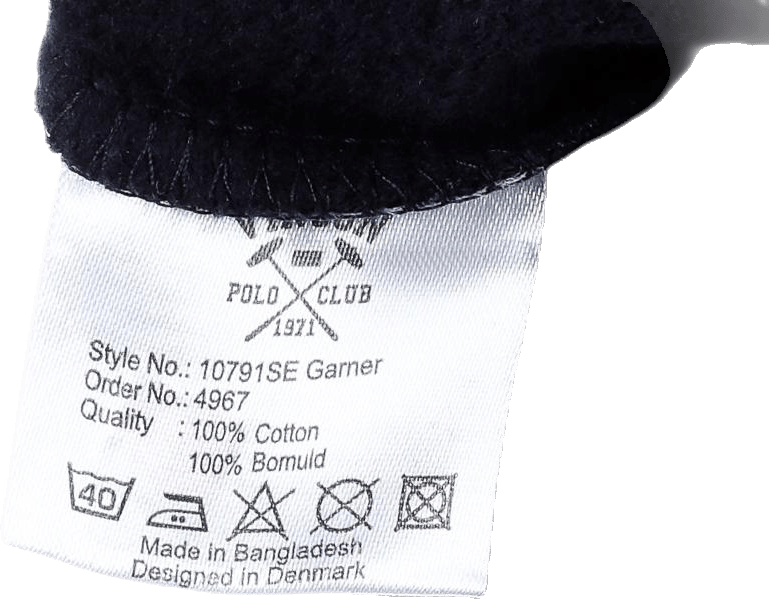 POLO CLUB
1971
Style No.: 10791SE Garner
Order No.: 4967
Quality : 100% Cotton
100% Bomuld
40
Made in Bangladesh
Designed in Denmark